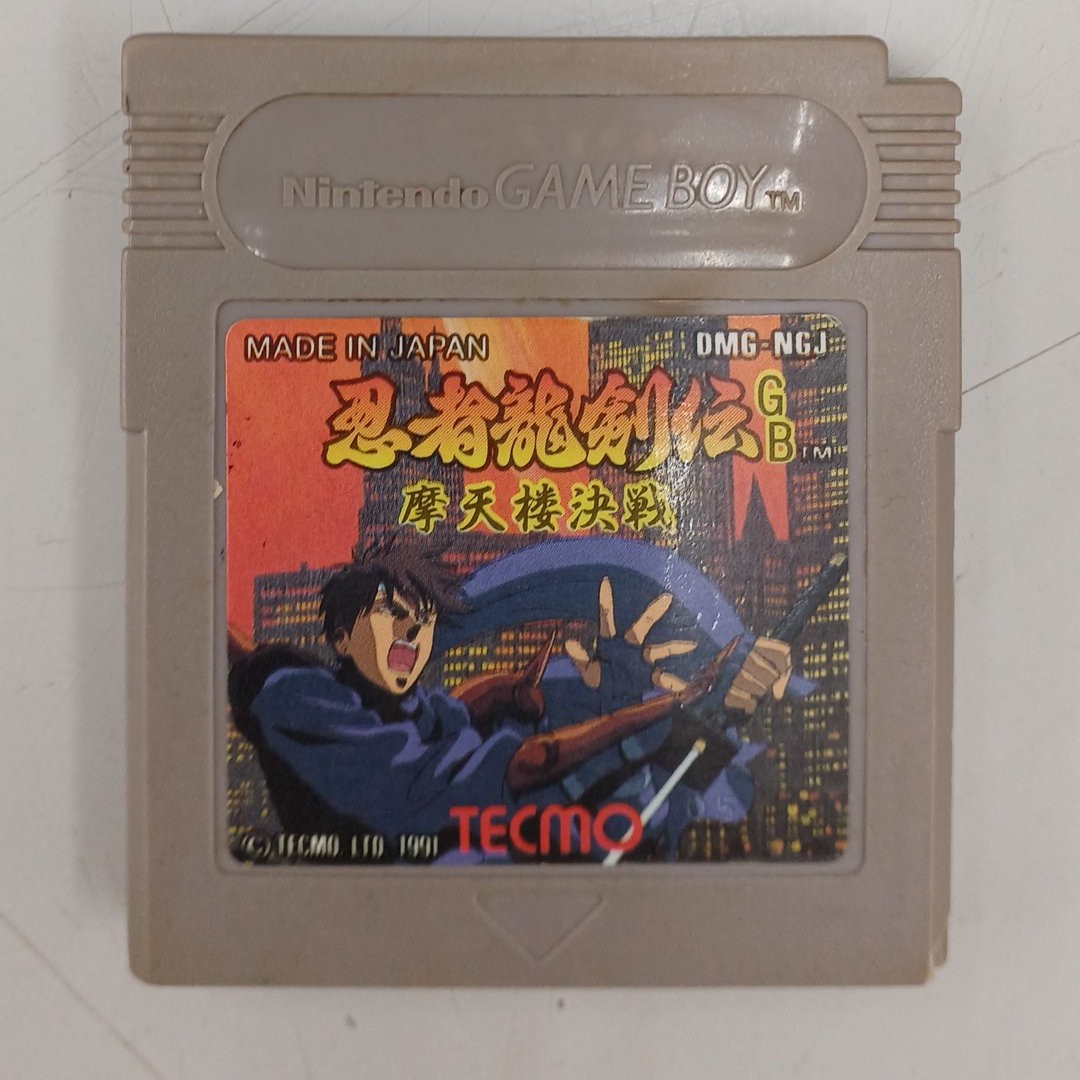 Nintendo GAME BOY™
MADE IN JAPAN
DMG-NGJ
忍者龍剣伝GB™
摩天楼決戦
TECMO
(C) TECMO LTD 1991